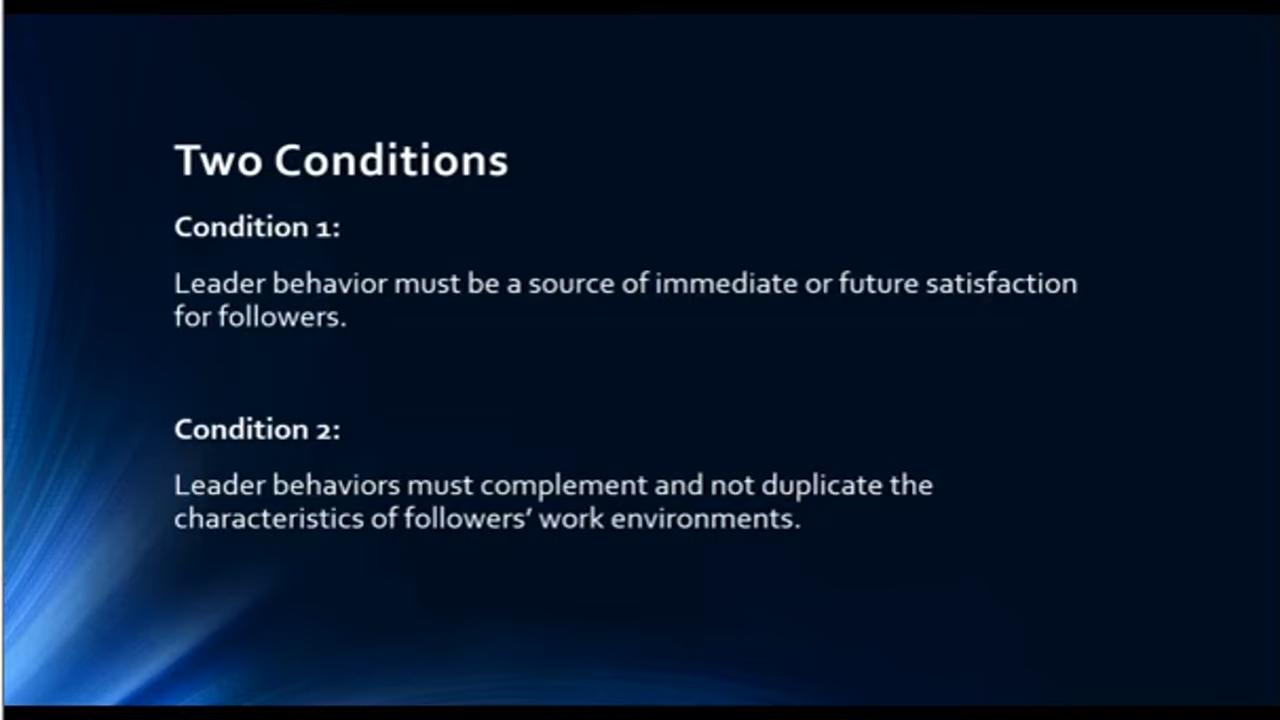 Two Conditions
Condition 1:
Leader behavior must be a source of immediate or future satisfaction
for followers.
Condition 2:
Leader behaviors must complement and not duplicate the
characteristics of followers’ work environments.